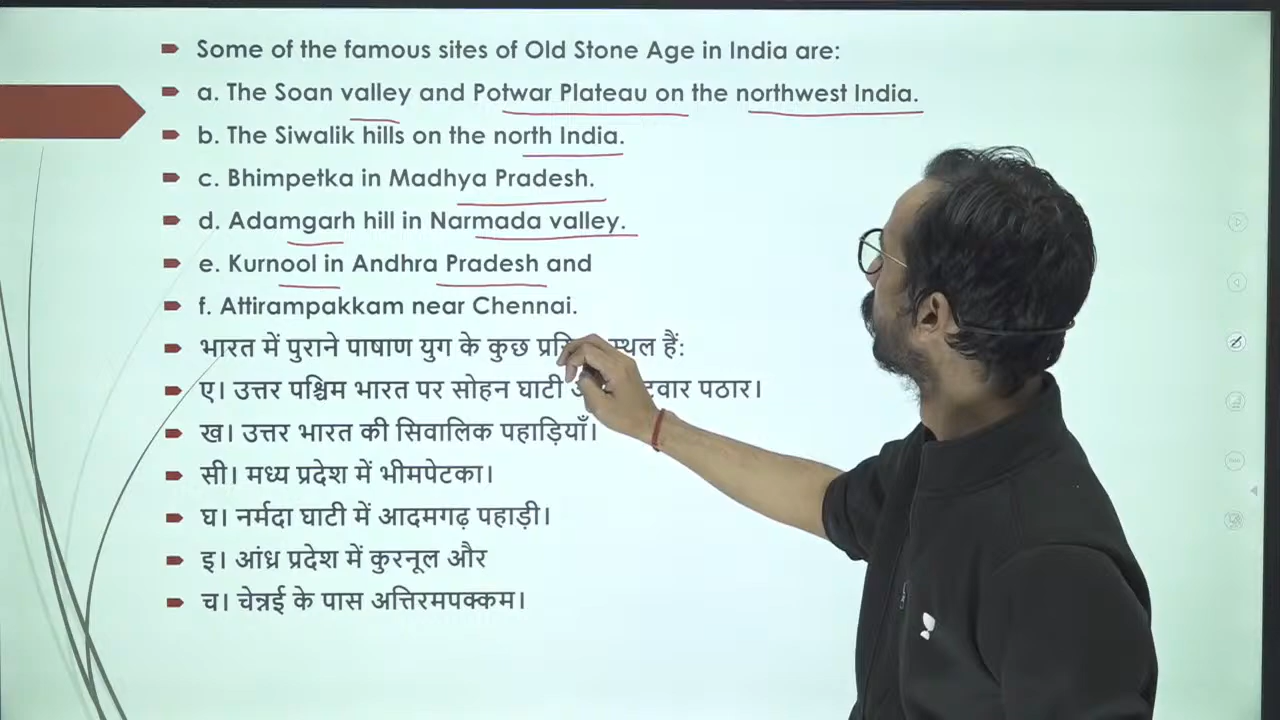 Some of the famous sites of Old Stone Age in India are:
a. The Soan valley and Potwar Plateau on the northwest India.
b. The Siwalik hills on the north India.
c. Bhimpetka in Madhya Pradesh.
d. Adamgarh hill in Narmada valley.
e. Kurnool in Andhra Pradesh and
f. Attirampakkam near Chennai.
भारत में पुराने पाषाण युग के कुछ हैं:
ए। उत्तर पश्चिम भारत पर सोहन घाटी पठार।
ख। उत्तर भारत की सिवालिक पहाड़ियाँ।
सी। मध्य प्रदेश में भीमपेटका।
घ। नर्मदा घाटी में आदमगढ़ पहाड़ी।
इ। आंध्र प्रदेश में कुरनूल और
च। चेन्नई के पास अत्तिरमपक्कम।